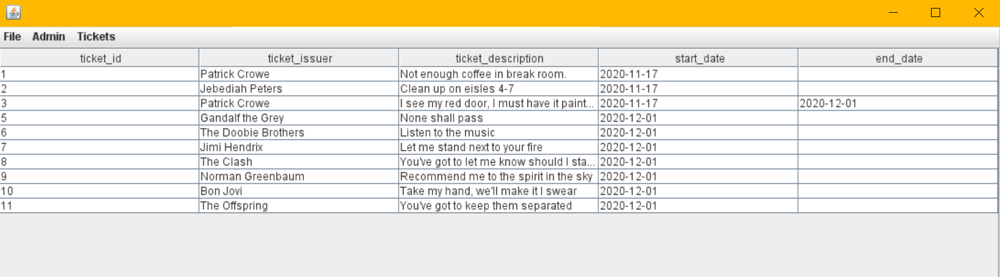 File Admin Tickets
ticket_id ticket_issuer ticket_description start_date end_date
1 Patrick Crowe Not enough coffee in break room. 2020-11-17
2 Jebediah Peters Clean up on eisles 4-7 2020-11-17
3 Patrick Crowe I see my red door, I must have it paint... 2020-11-17 2020-12-01
5 Gandalf the Grey None shall pass 2020-12-01
6 The Doobie Brothers Listen to the music 2020-12-01
7 Jimi Hendrix Let me stand next to your fire 2020-12-01
8 The Clash You've got to let me know should I sta... 2020-12-01
9 Norman Greenbaum Recommend me to the spirit in the sky 2020-12-01
10 Bon Jovi Take my hand, we'll make it I swear 2020-12-01
11 The Offspring You've got to keep them separated 2020-12-01